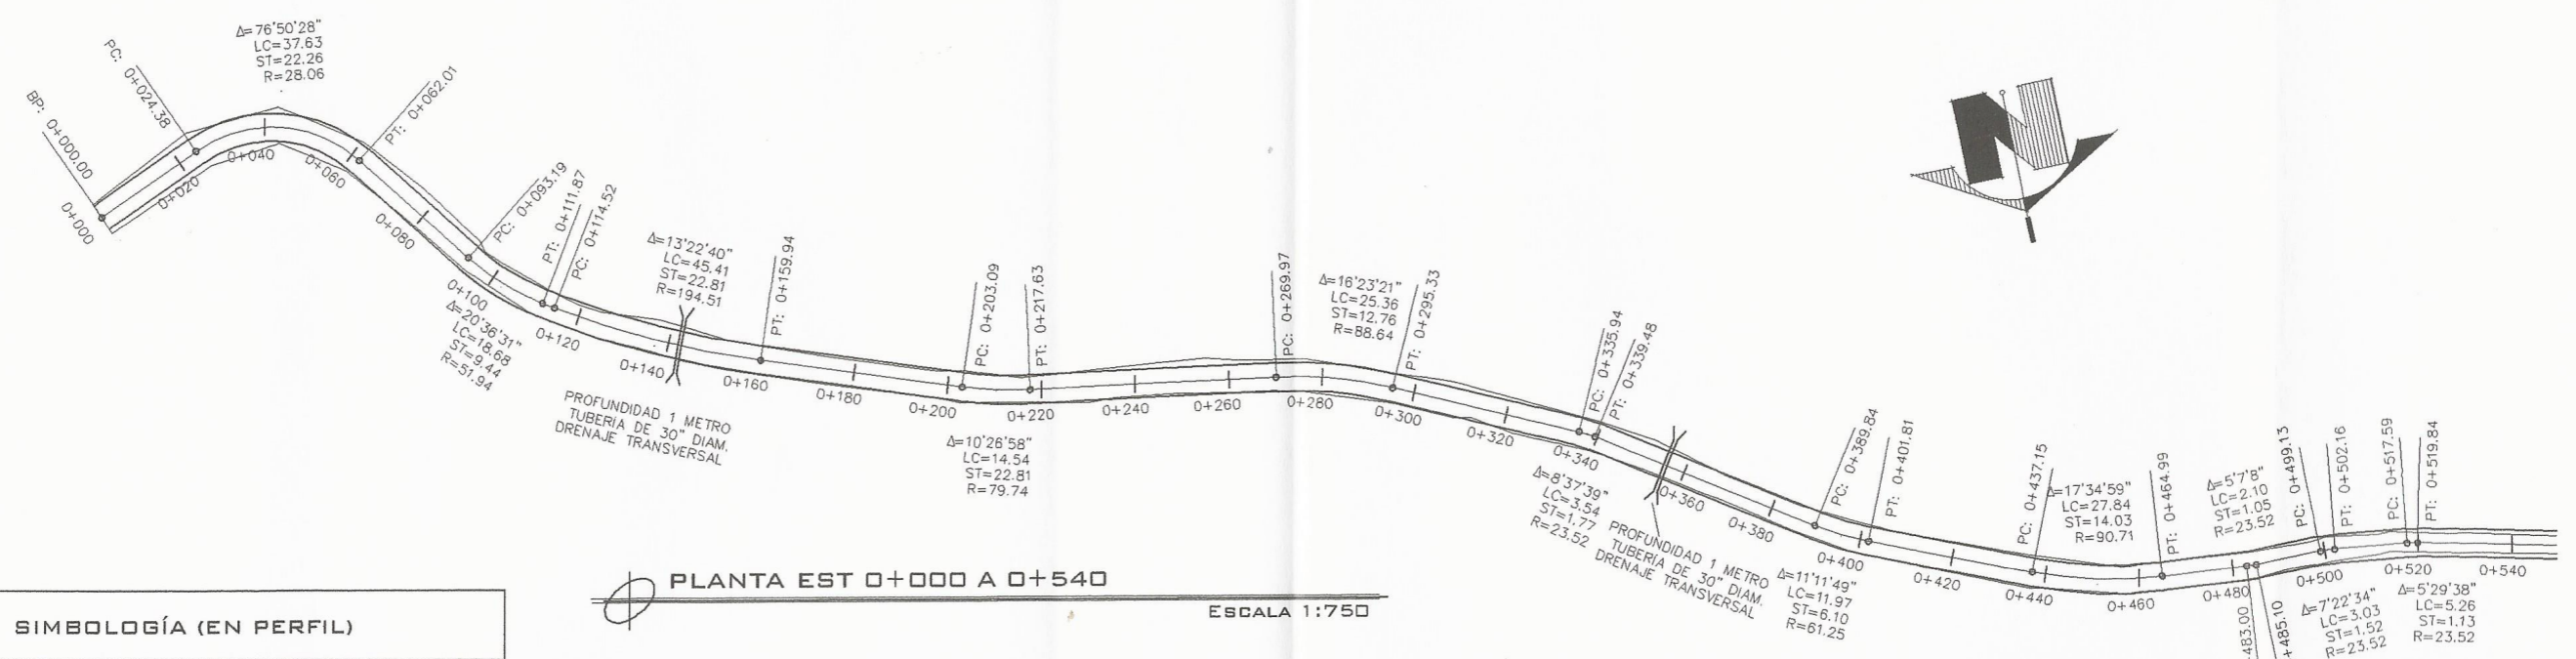 BP: 0+000.00
0+000
PC: 0+024.38
0+020
Δ=76°50'28"
LC=37.63
ST=22.26
R=28.06
0+040
PT: 0+062.01
0+060
0+080
PC: 0+093.19
0+100
Δ=20°36'31"
LC=18.68
ST=9.44
R=51.94
PT: 0+111.87
PC: 0+114.52
0+120
Δ=13°22'40"
LC=45.41
ST=22.81
R=194.51
0+140
PROFUNDIDAD 1 METRO
TUBERÍA DE 30" DIAM.
DRENAJE TRANSVERSAL
PT: 0+159.94
0+160
0+180
0+200
PC: 0+203.09
PT: 0+217.63
0+220
Δ=10°26'58"
LC=14.54
ST=22.81
R=79.74
0+240
0+260
PC: 0+269.97
0+280
Δ=16°23'21"
LC=25.36
ST=12.76
R=88.64
PT: 0+295.33
0+300
0+320
PC: 0+335.94
PT: 0+339.48
0+340
Δ=8°37'39"
LC=3.54
ST=1.77
R=23.52
0+360
PROFUNDIDAD 1 METRO
TUBERÍA DE 30" DIAM.
DRENAJE TRANSVERSAL
0+380
PC: 0+389.84
PT: 0+401.81
0+400
Δ=11°11'49"
LC=11.97
ST=6.10
R=61.25
0+420
PC: 0+437.15
0+440
Δ=17°34'59"
LC=27.84
ST=14.03
R=90.71
0+460
PT: 0+464.99
0+480
Δ=5°7'8"
LC=2.10
ST=1.05
R=23.52
483.00
+485.10
PC: 0+499.13
PT: 0+502.16
0+500
Δ=7°22'34"
LC=3.03
ST=1.52
R=23.52
PC: 0+517.59
PT: 0+519.84
0+520
Δ=5°29'38"
LC=5.26
ST=1.13
R=23.52
0+540
N
PLANTA EST 0+000 A 0+540
ESCALA 1:750
SIMBOLOGÍA (EN PERFIL)